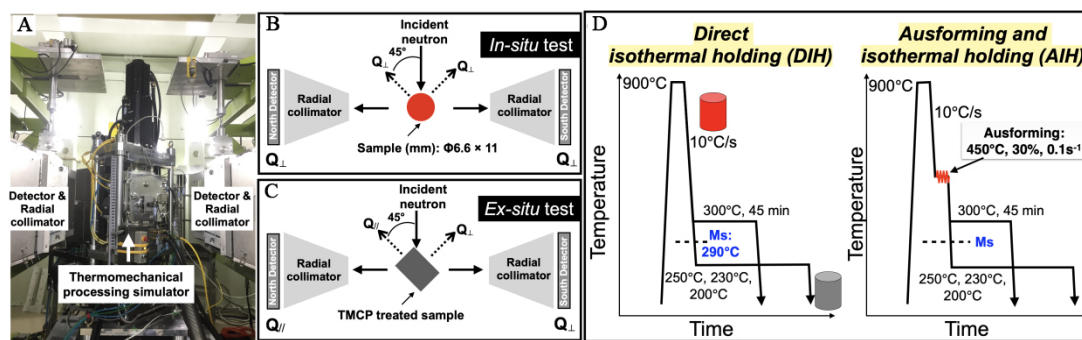 A
Detector & Radial collimator
Detector & Radial collimator
Thermomechanical processing simulator
B
Incident neutron
In-situ test
45°
Q⊥
Q⊥
North Detector
Radial collimator
Radial collimator
South Detector
Sample (mm): Φ6.6 × 11
Q⊥
Q⊥
C
Incident neutron
Ex-situ test
45°
Q//
Q⊥
North Detector
Radial collimator
Radial collimator
South Detector
TMCP treated sample
Q//
Q⊥
D
Direct
isothermal holding (DIH)
900°C
10°C/s
300°C, 45 min
Ms:
290°C
250°C, 230°C,
200°C
Temperature
Time
Ausforming and
isothermal holding (AIH)
900°C
10°C/s
Ausforming:
450°C, 30%, 0.1s⁻¹
300°C, 45 min
Ms
250°C, 230°C,
200°C
Temperature
Time